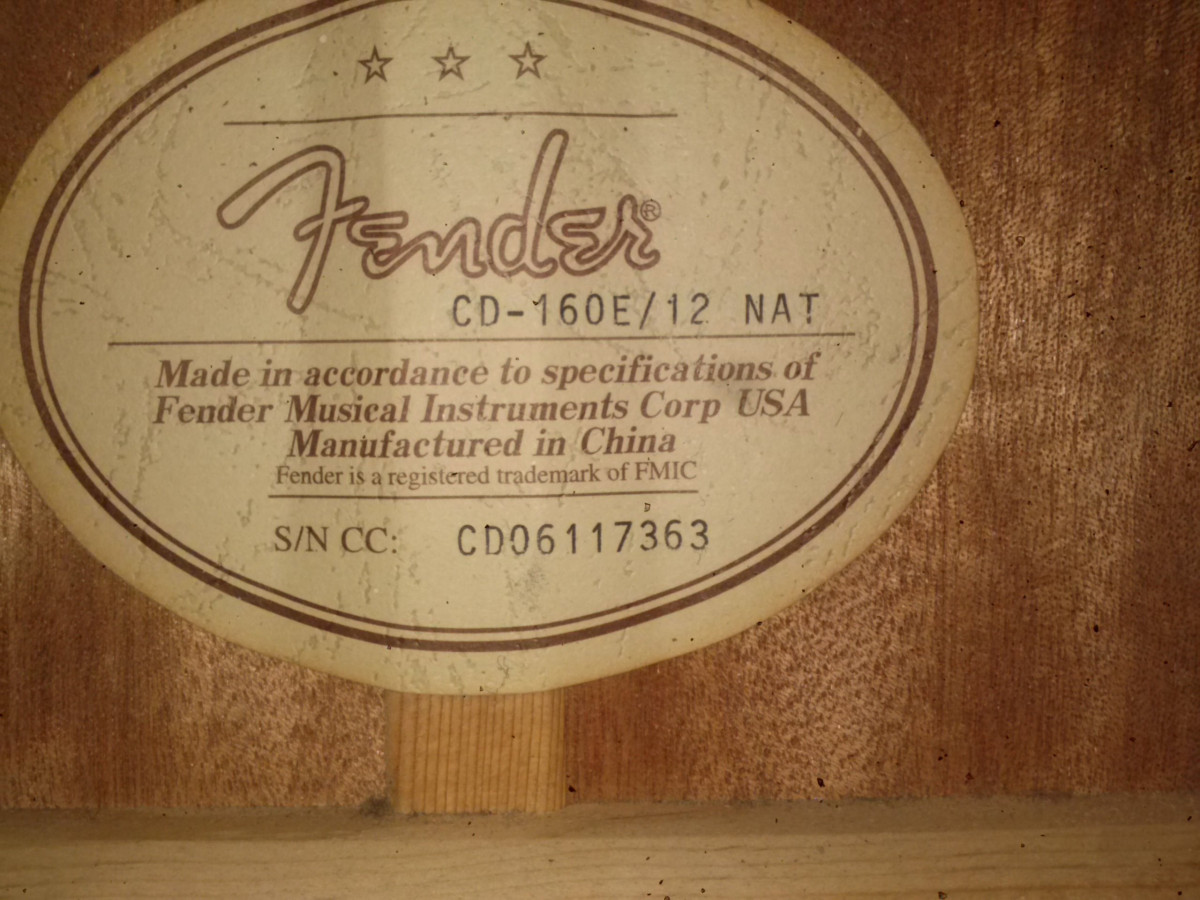 Fender®
CD-160E/12 NAT
Made in accordance to specifications of
Fender Musical Instruments Corp USA
Manufactured in China
Fender is a registered trademark of FMIC
S/N CC: CD06117363